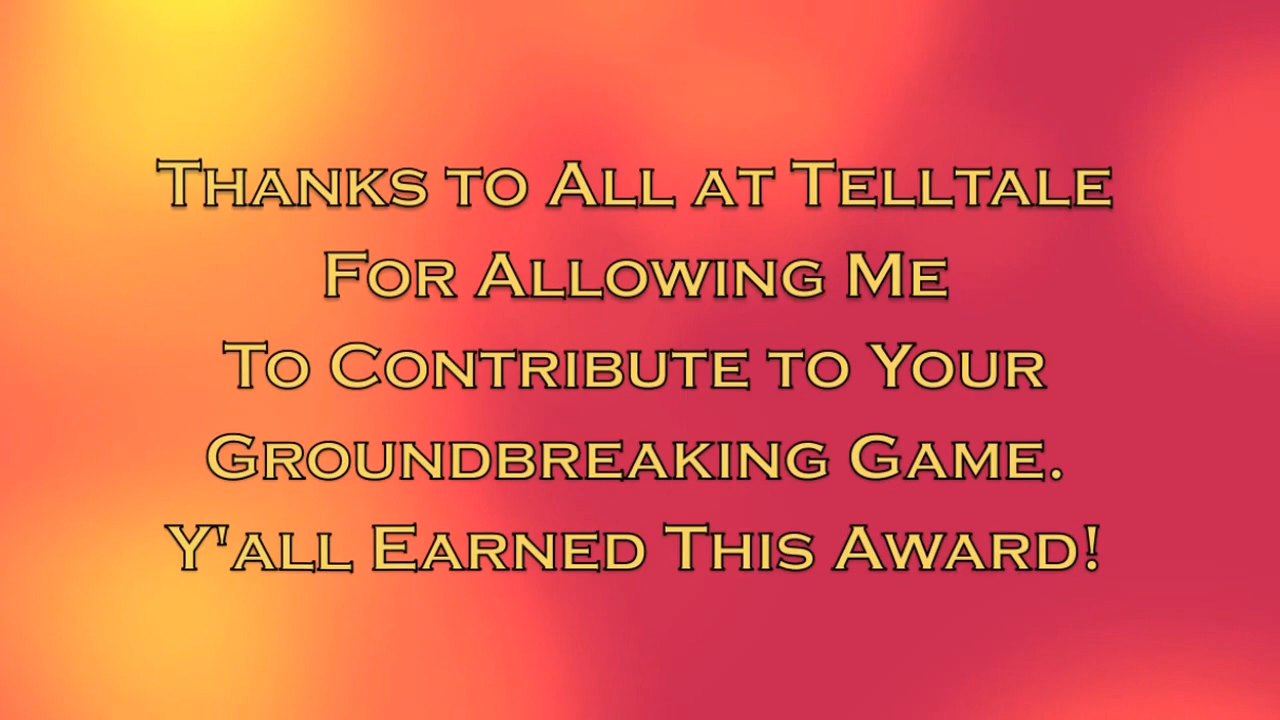 Thanks to All at Telltale
For Allowing Me
To Contribute to Your
Groundbreaking Game.
Y'all Earned This Award!